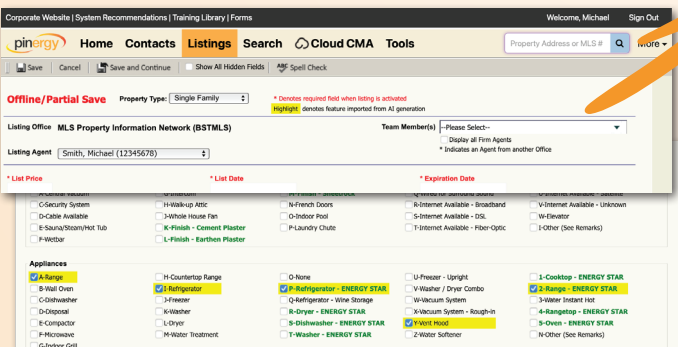 Corporate Website | System Recommendations | Training Library | Forms Welcome, Michael Sign Out
pinergy Home Contacts Listings Search Cloud CMA Tools Property Address or MLS # More
Save Cancel Save and Continue Show All Hidden Fields ABC Spell Check
Offline/Partial Save Property Type: Single Family * Denotes required field when listing is activated
Highlight denotes feature imported from AI generation
Listing Office MLS Property Information Network (BSTMLS) Team Member(s) --Please Select--
Display all Firm Agents
* Indicates an Agent from another Office
Listing Agent Smith, Michael (12345678)
* List Price * List Date * Expiration Date
A-Central Vacuum G-Intercom M-Finish - Sheetrock Q-Wired for Surround Sound U-Internet Available - Satellite
C-Security System H-Walk-up Attic N-French Doors R-Internet Available - Broadband V-Internet Available - Unknown
D-Cable Available J-Whole House Fan O-Indoor Pool S-Internet Available - DSL W-Elevator
E-Sauna/Steam/Hot Tub K-Finish - Cement Plaster P-Laundry Chute T-Internet Available - Fiber-Optic I-Other (See Remarks)
F-Wetbar L-Finish - Earthen Plaster
Appliances
A-Range H-Countertop Range O-None U-Freezer - Upright 1-Cooktop - ENERGY STAR
B-Wall Oven I-Refrigerator P-Refrigerator - ENERGY STAR V-Washer / Dryer Combo 2-Range - ENERGY STAR
C-Dishwasher J-Freezer Q-Refrigerator - Wine Storage W-Vacuum System 3-Water Instant Hot
D-Disposal K-Washer R-Dryer - ENERGY STAR X-Vacuum System - Rough-in 4-Rangetop - ENERGY STAR
E-Compactor L-Dryer S-Dishwasher - ENERGY STAR Y-Vent Hood 5-Oven - ENERGY STAR
F-Microwave M-Water Treatment T-Washer - ENERGY STAR Z-Water Softener N-Other (See Remarks)
G-Indoor Grill